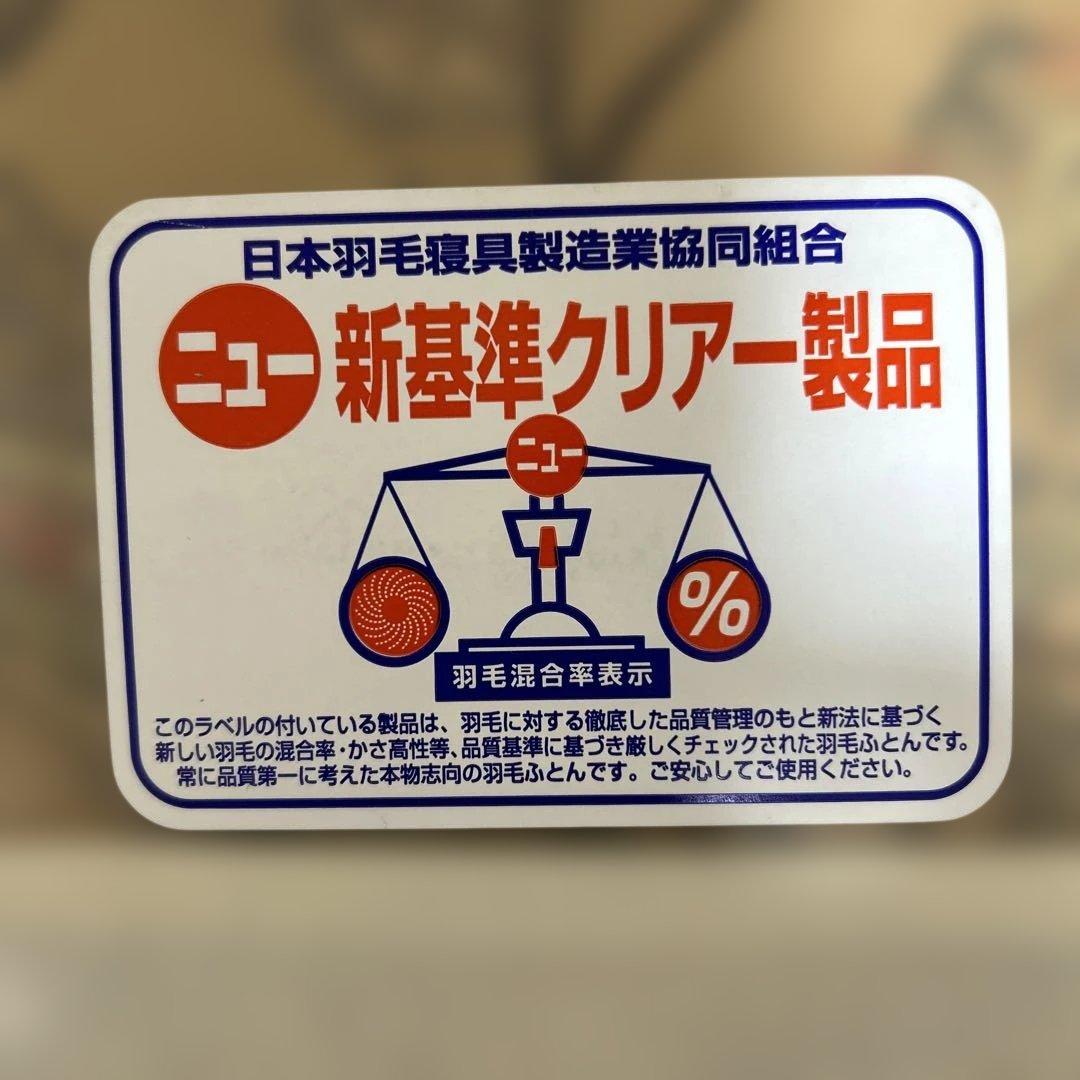 日本羽毛寝具製造業協同組合
ニュー 新基準クリアー製品
ニュー
%
羽毛混合率表示
このラベルの付いている製品は、羽毛に対する徹底した品質管理のもと新法に基づく
新しい羽毛の混合率・かさ高性等、品質基準に基づき厳しくチェックされた羽毛ふとんです。
常に品質第一に考えた本物志向の羽毛ふとんです。ご安心してご使用ください。